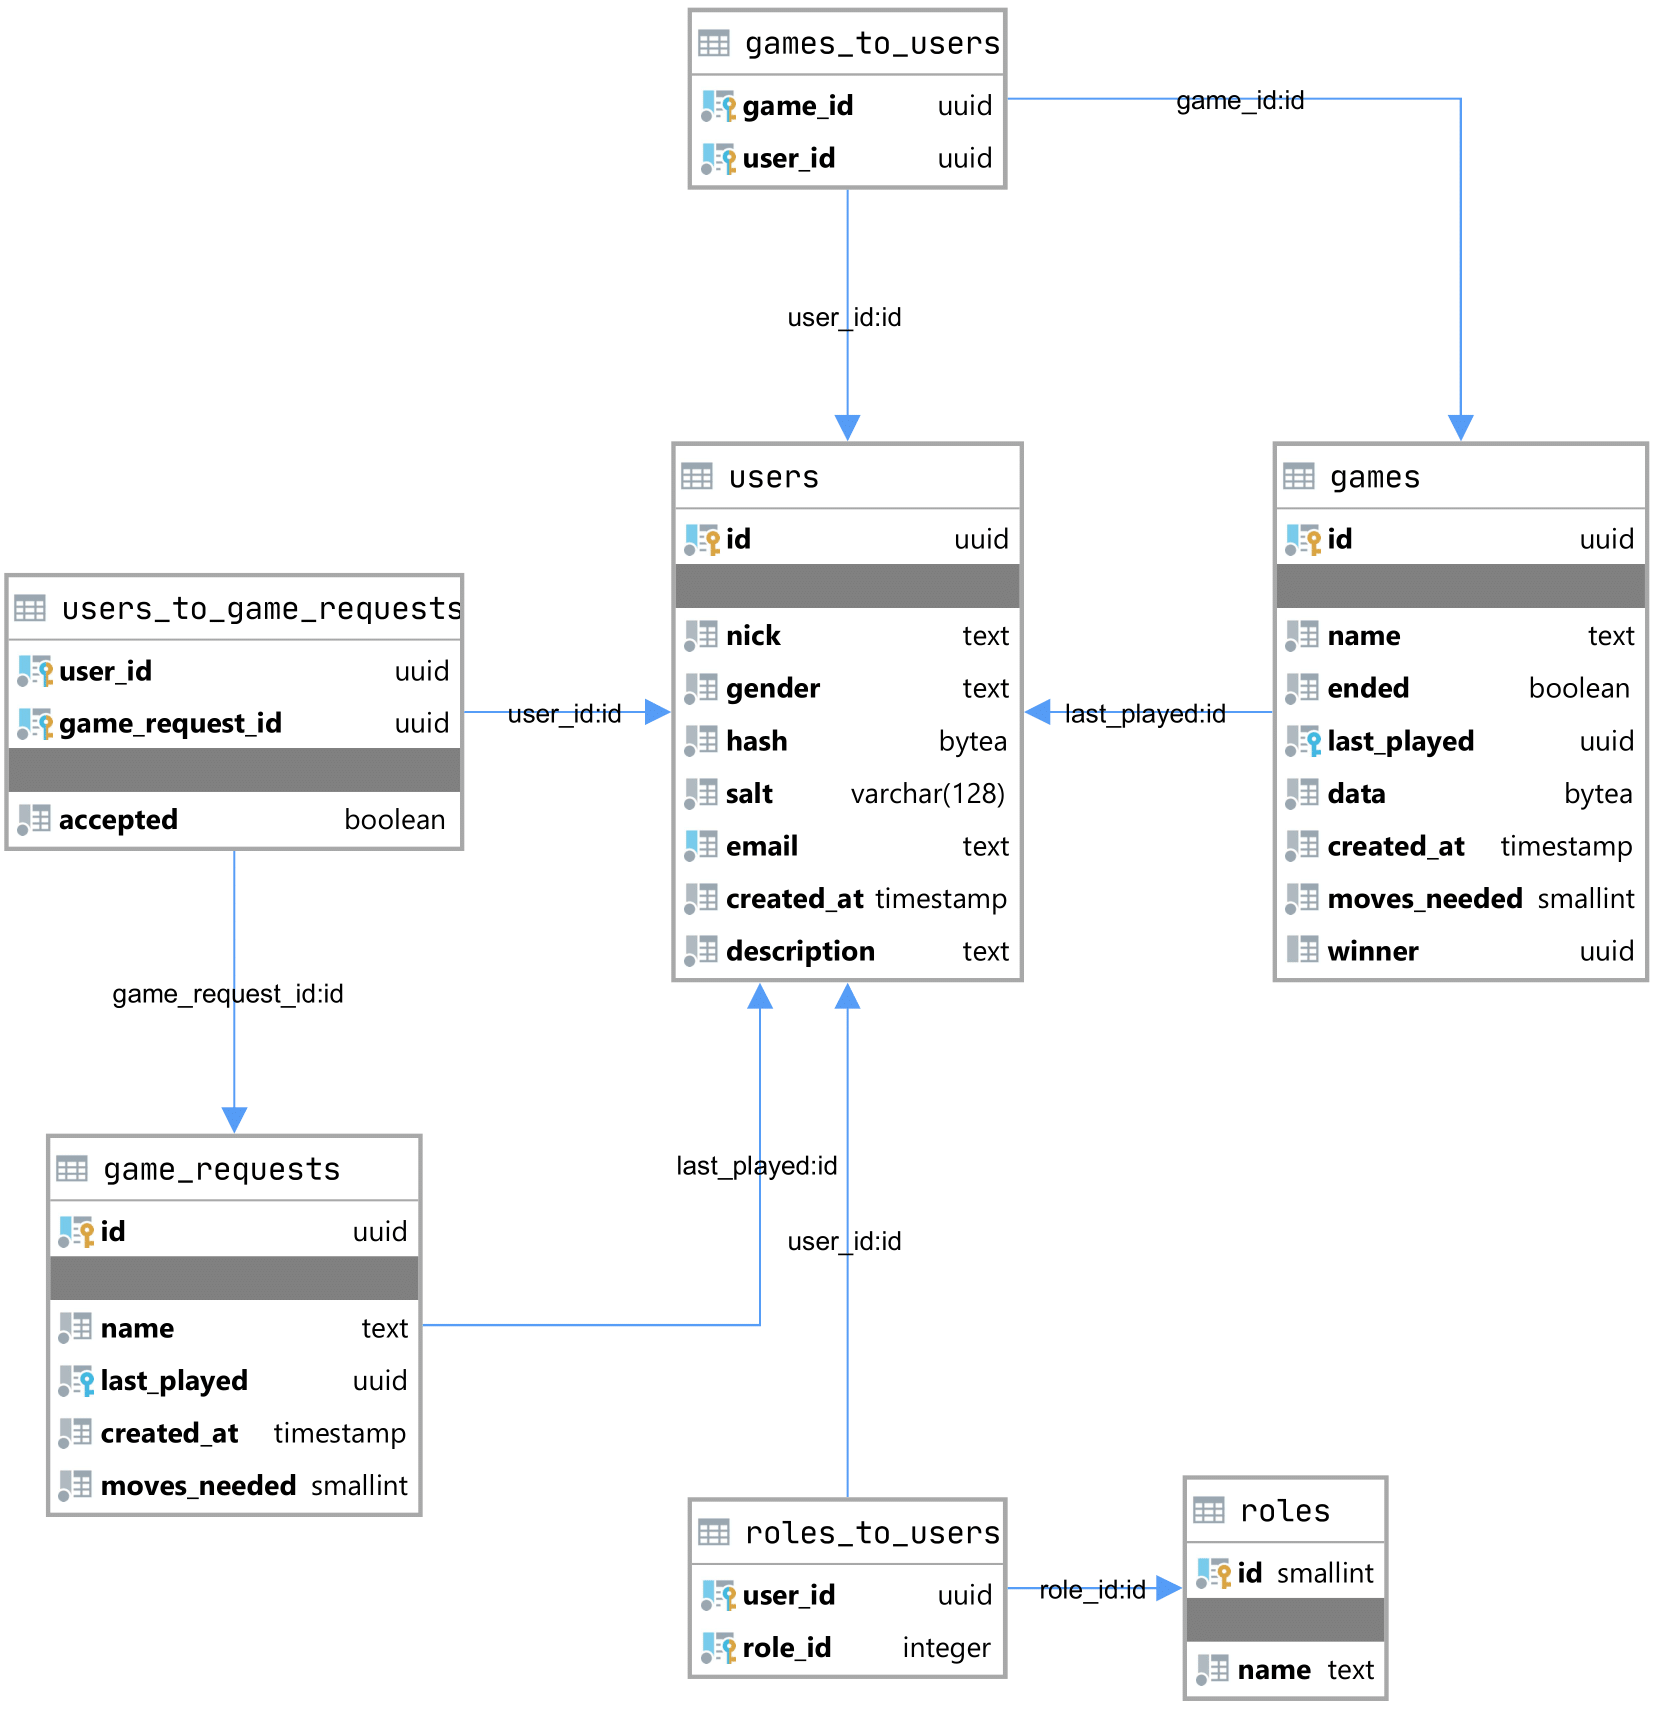 games_to_users
game_id uuid
user_id uuid
game_id:id
user_id:id
users
id uuid
nick text
gender text
hash bytea
salt varchar(128)
email text
created_at timestamp
description text
games
id uuid
name text
ended boolean
last_played uuid
data bytea
created_at timestamp
moves_needed smallint
winner uuid
last_played:id
users_to_game_requests
user_id uuid
game_request_id uuid
accepted boolean
user_id:id
game_request_id:id
game_requests
id uuid
name text
last_played uuid
created_at timestamp
moves_needed smallint
last_played:id
user_id:id
roles_to_users
user_id uuid
role_id integer
role_id:id
roles
id smallint
name text